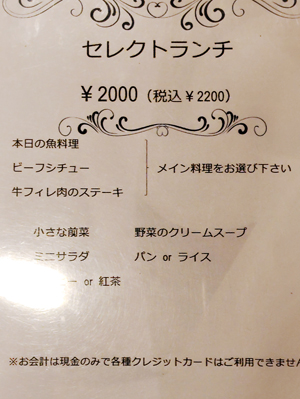 セレクトランチ
￥2000（税込￥2200）
本日の魚料理
ビーフシチュー
メイン料理をお選び下さい
牛フィレ肉のステーキ
小さな前菜 野菜のクリームスープ
ミニサラダ パン or ライス
ー or 紅茶
※お会計は現金のみで各種クレジットカードはご利用できません